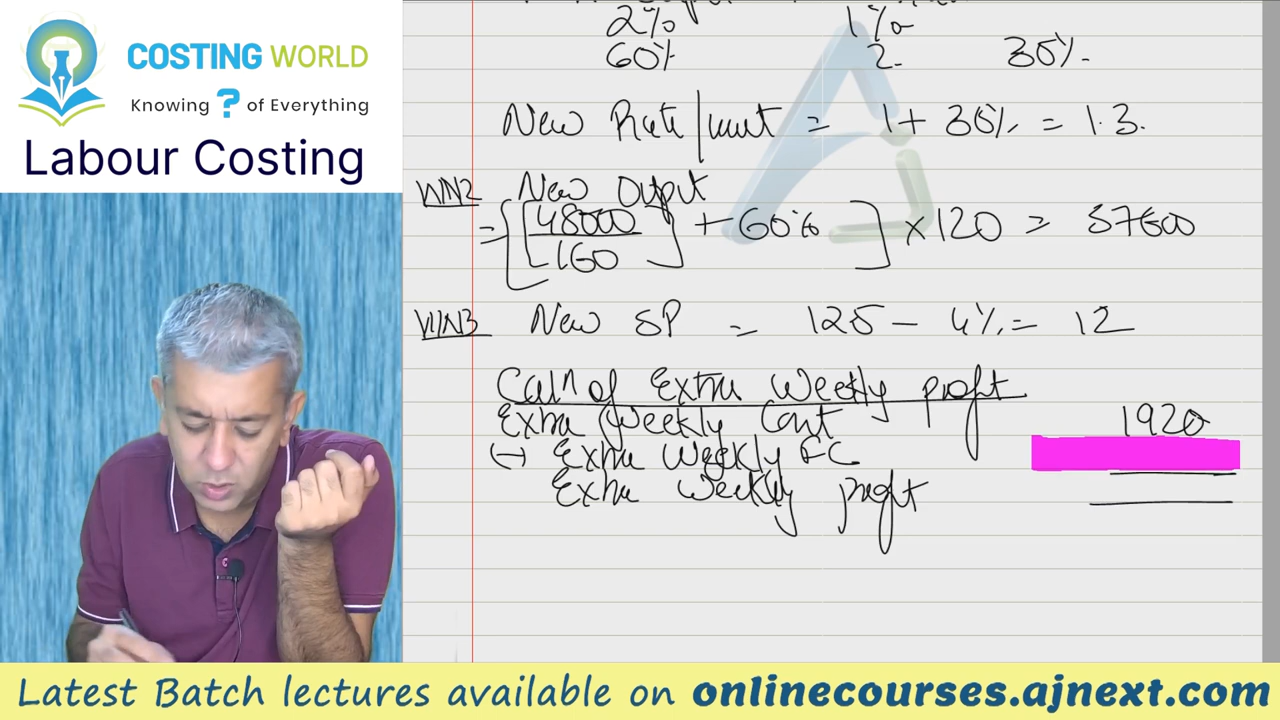 COSTING WORLD
Knowing ? of Everything
Labour Costing
2% 1%
60% 2. 30%.
New Rate/unit = 1 + 30% = 1.3.
WN2 New Output
= {[48000/160] + 60%] × 120 = 57600
WN3 New SP = 125 - 4% = 12
Caln of Extra Weekly profit
Extra Weekly Cont 1920
(-) Extra Weekly FC
Extra Weekly profit
Latest Batch lectures available on onlinecourses.ajnext.com